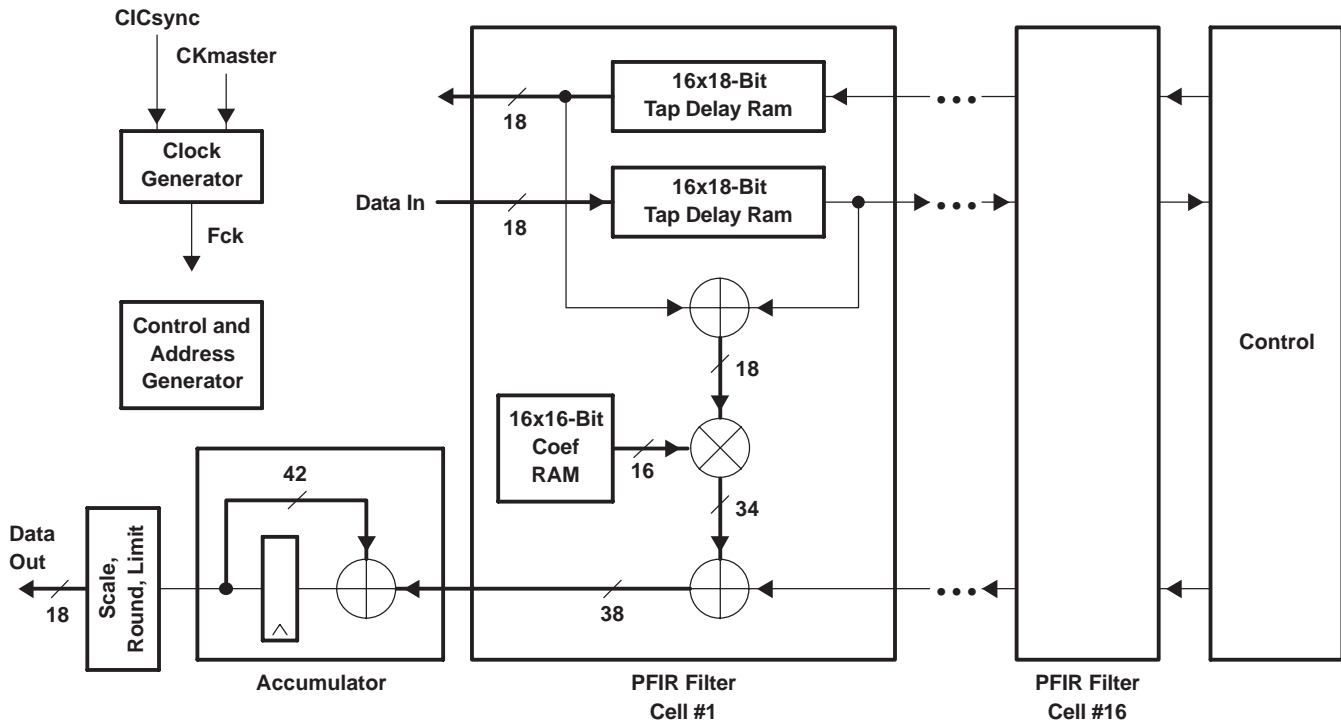 CICsync
CKmaster
Clock
Generator
Fck
Control and
Address
Generator
16x18-Bit
Tap Delay Ram
18
Data In
18
16x18-Bit
Tap Delay Ram
18
16x16-Bit
Coef
RAM
16
34
38
42
Data
Out
18
Scale,
Round, Limit
Accumulator
PFIR Filter
Cell #1
•••
•••
•••
PFIR Filter
Cell #16
Control